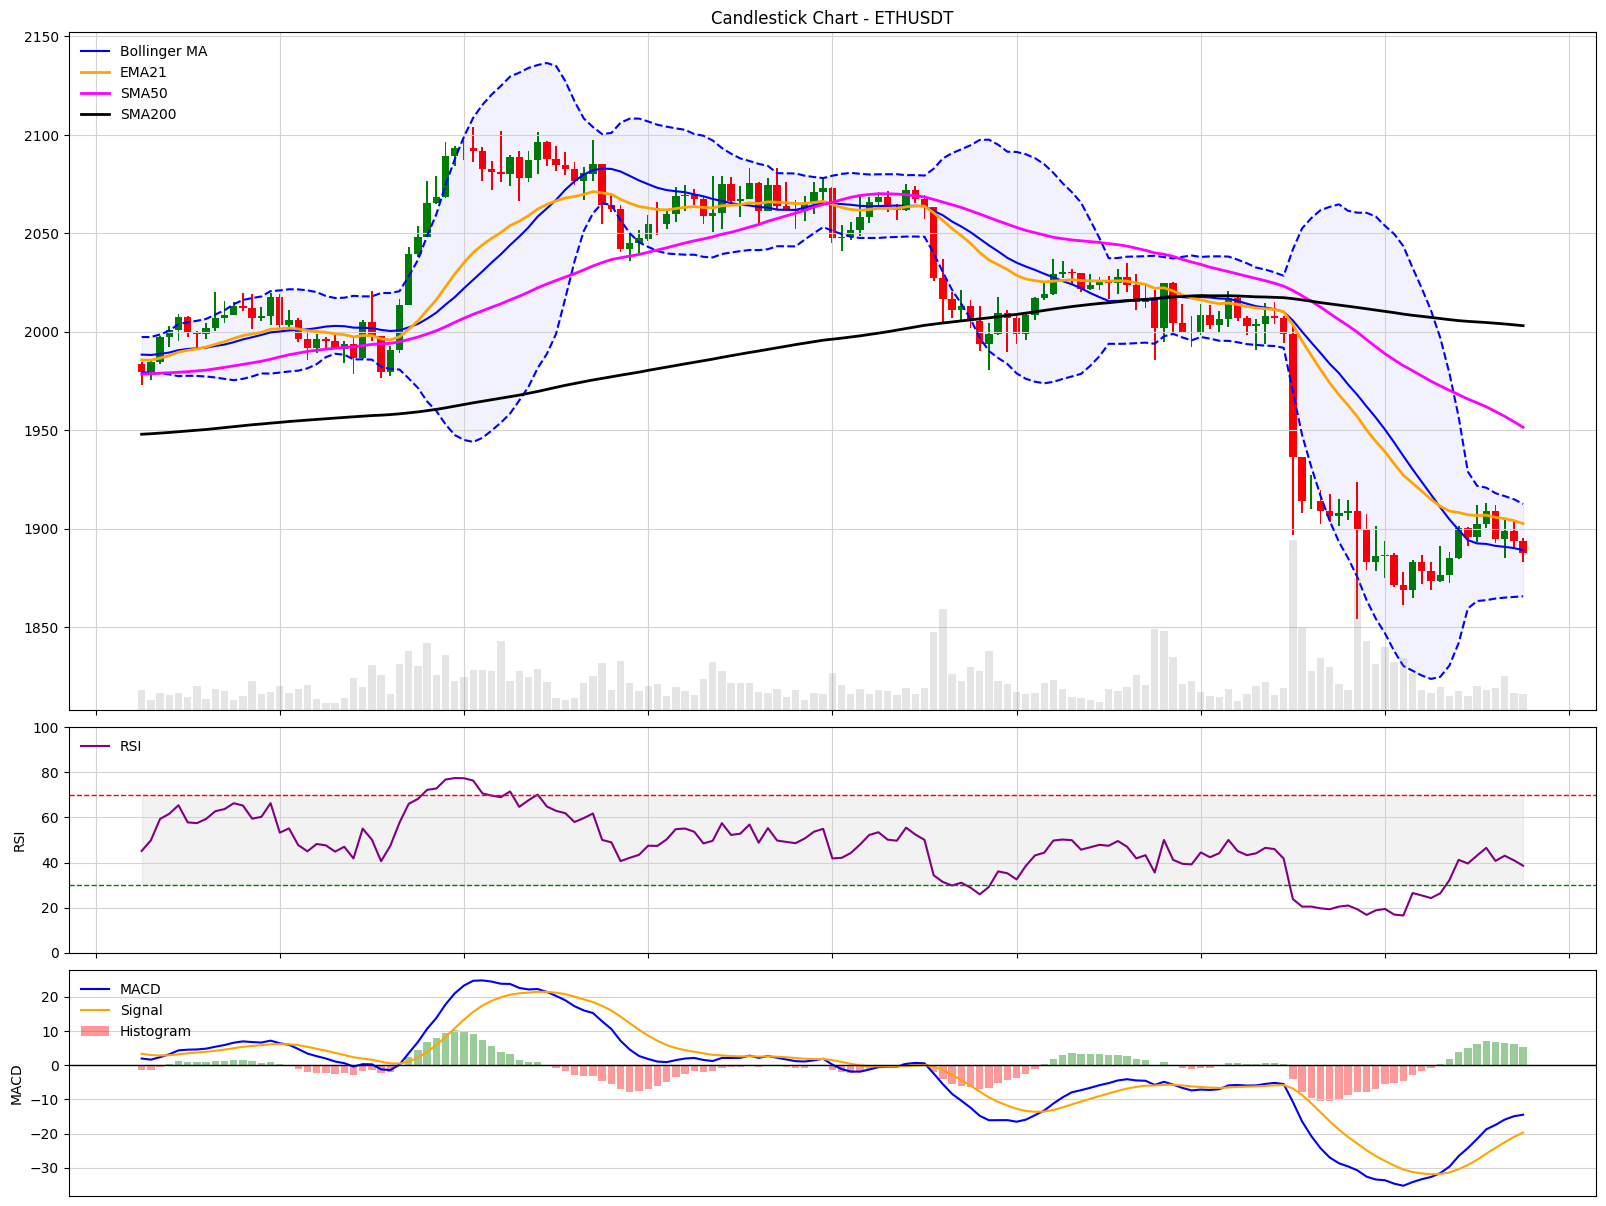 Candlestick Chart - ETHUSDT
2150
2100
2050
2000
1950
1900
1850
Bollinger MA
EMA21
SMA50
SMA200
100
80
60
40
20
0
RSI
RSI
20
10
0
−10
−20
−30
MACD
MACD
Signal
Histogram